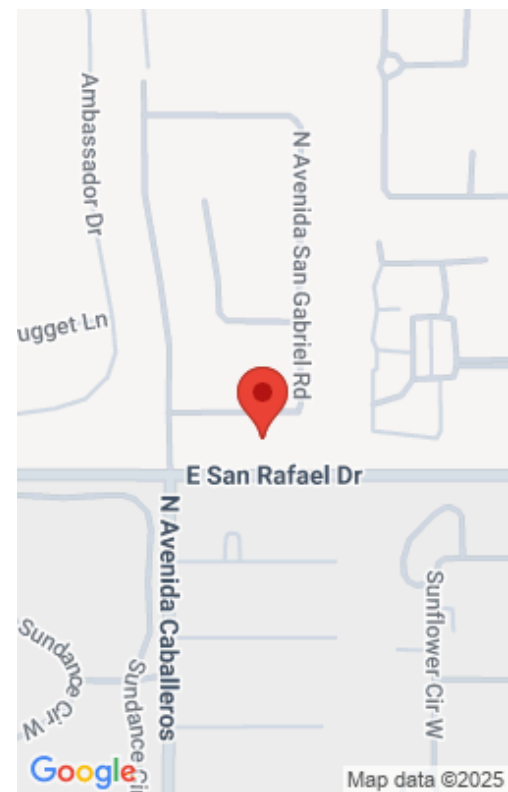 Ambassador Dr
N Avenida San Gabriel Rd
ugget Ln
E San Rafael Dr
N Avenida Caballeros
Sunflower Cir W
Sundance Cir W
Sundance Cir
Google
Map data ©2025